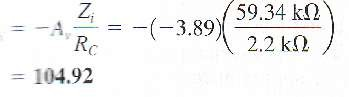 = -A_v Z_i / R_C = -(-3.89)(59.34 kΩ / 2.2 kΩ)
= 104.92